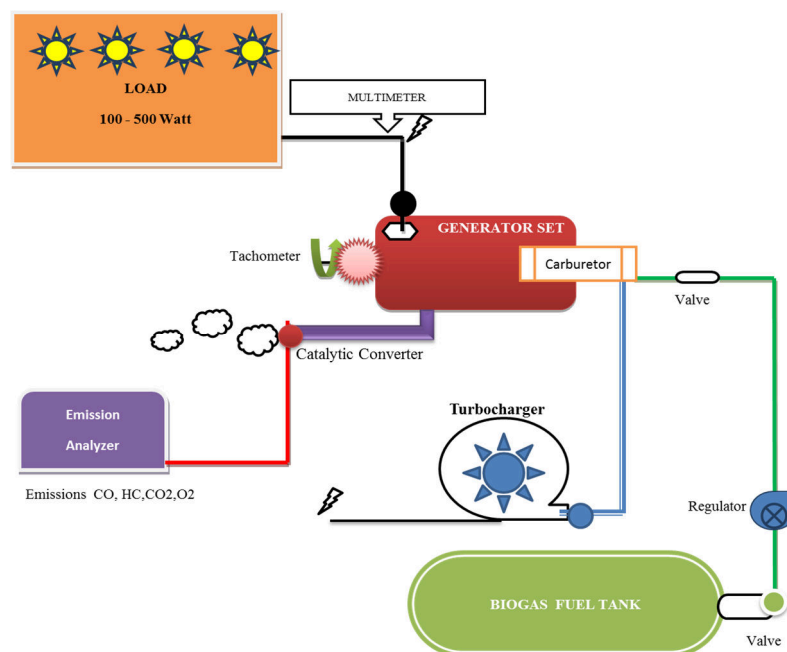 LOAD
100 - 500 Watt
MULTIMETER
GENERATOR SET
Tachometer
Carburetor
Valve
Catalytic Converter
Turbocharger
Emission
Analyzer
Emissions CO, HC,CO2,O2
Regulator
BIOGAS FUEL TANK
Valve